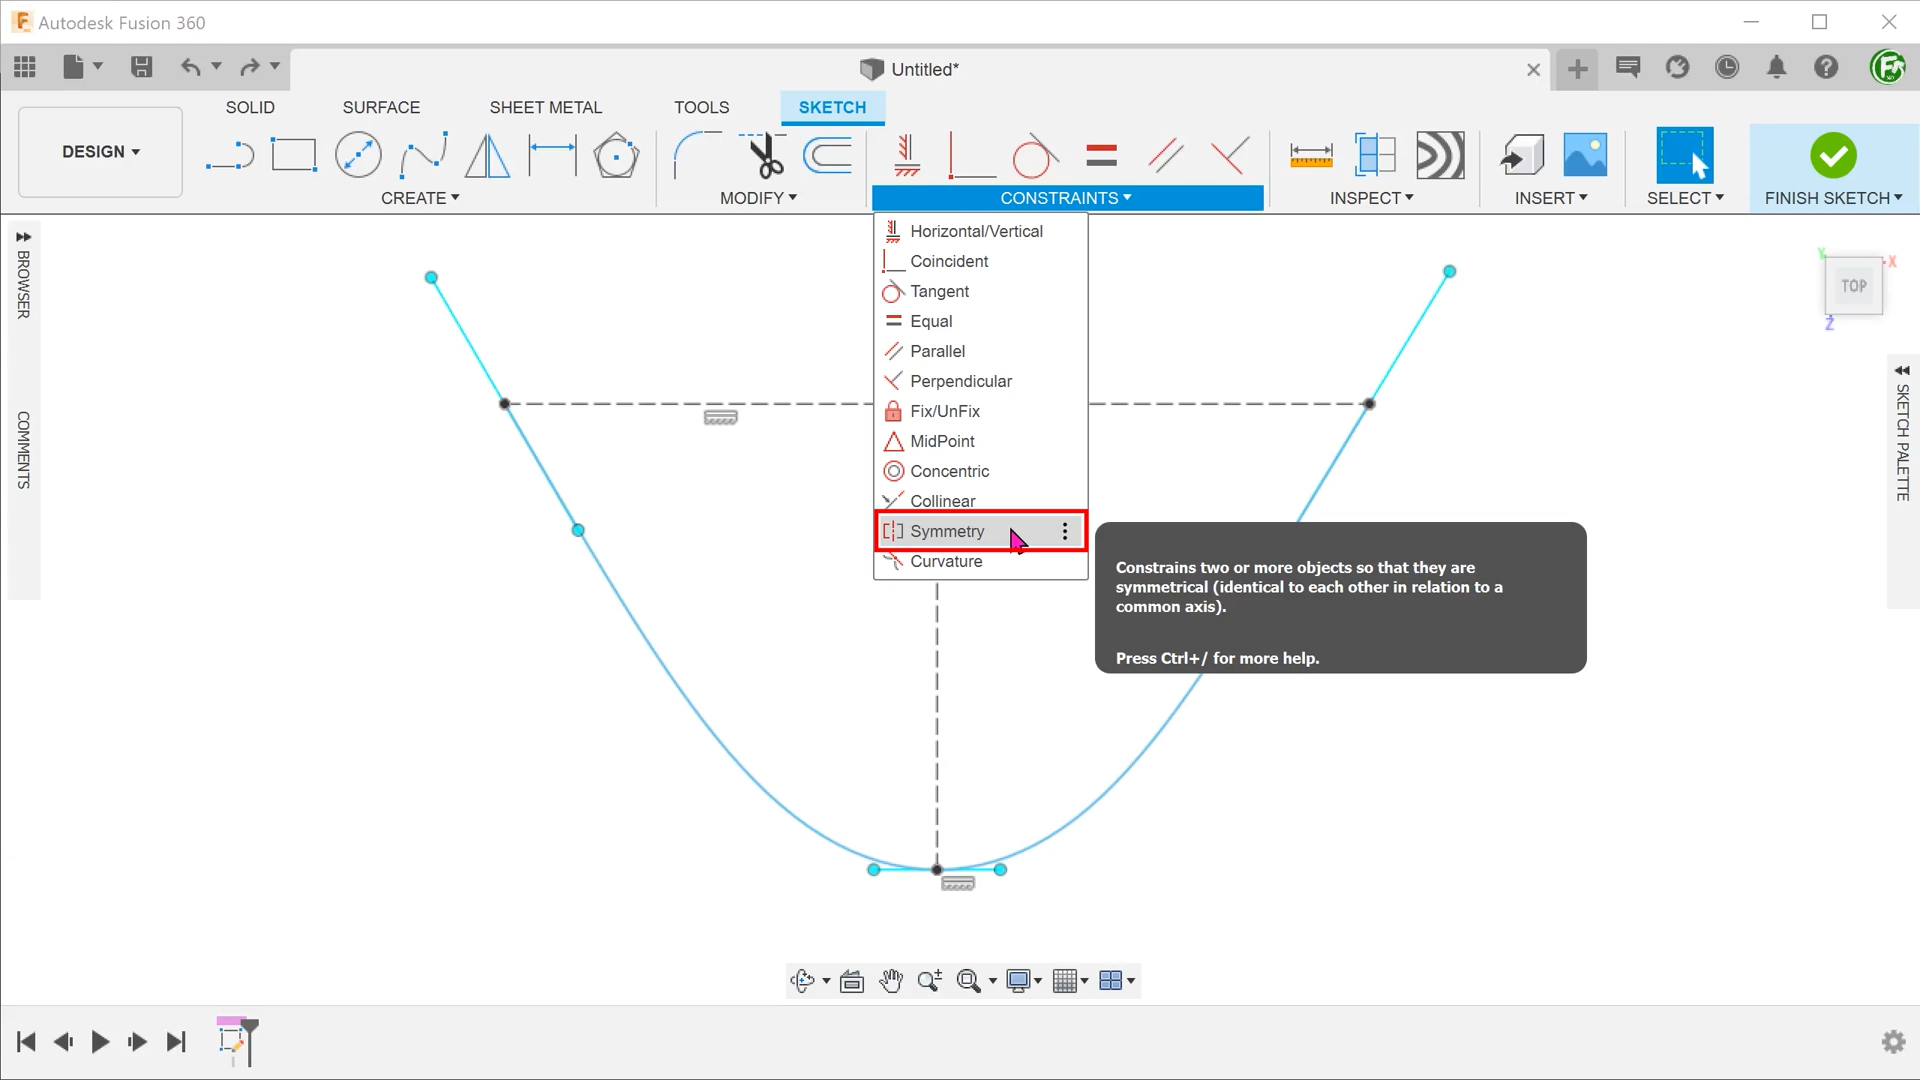 Autodesk Fusion 360
Untitled*
SOLID
SURFACE
SHEET METAL
TOOLS
SKETCH
DESIGN
CREATE
MODIFY
CONSTRAINTS
INSPECT
INSERT
SELECT
FINISH SKETCH
Horizontal/Vertical
Coincident
Tangent
Equal
Parallel
Perpendicular
Fix/UnFix
MidPoint
Concentric
Collinear
Symmetry
Curvature
Constrains two or more objects so that they are
symmetrical (identical to each other in relation to a
common axis).
Press Ctrl+/ for more help.
BROWSER
COMMENTS
Y
X
TOP
Z
SKETCH PALETTE